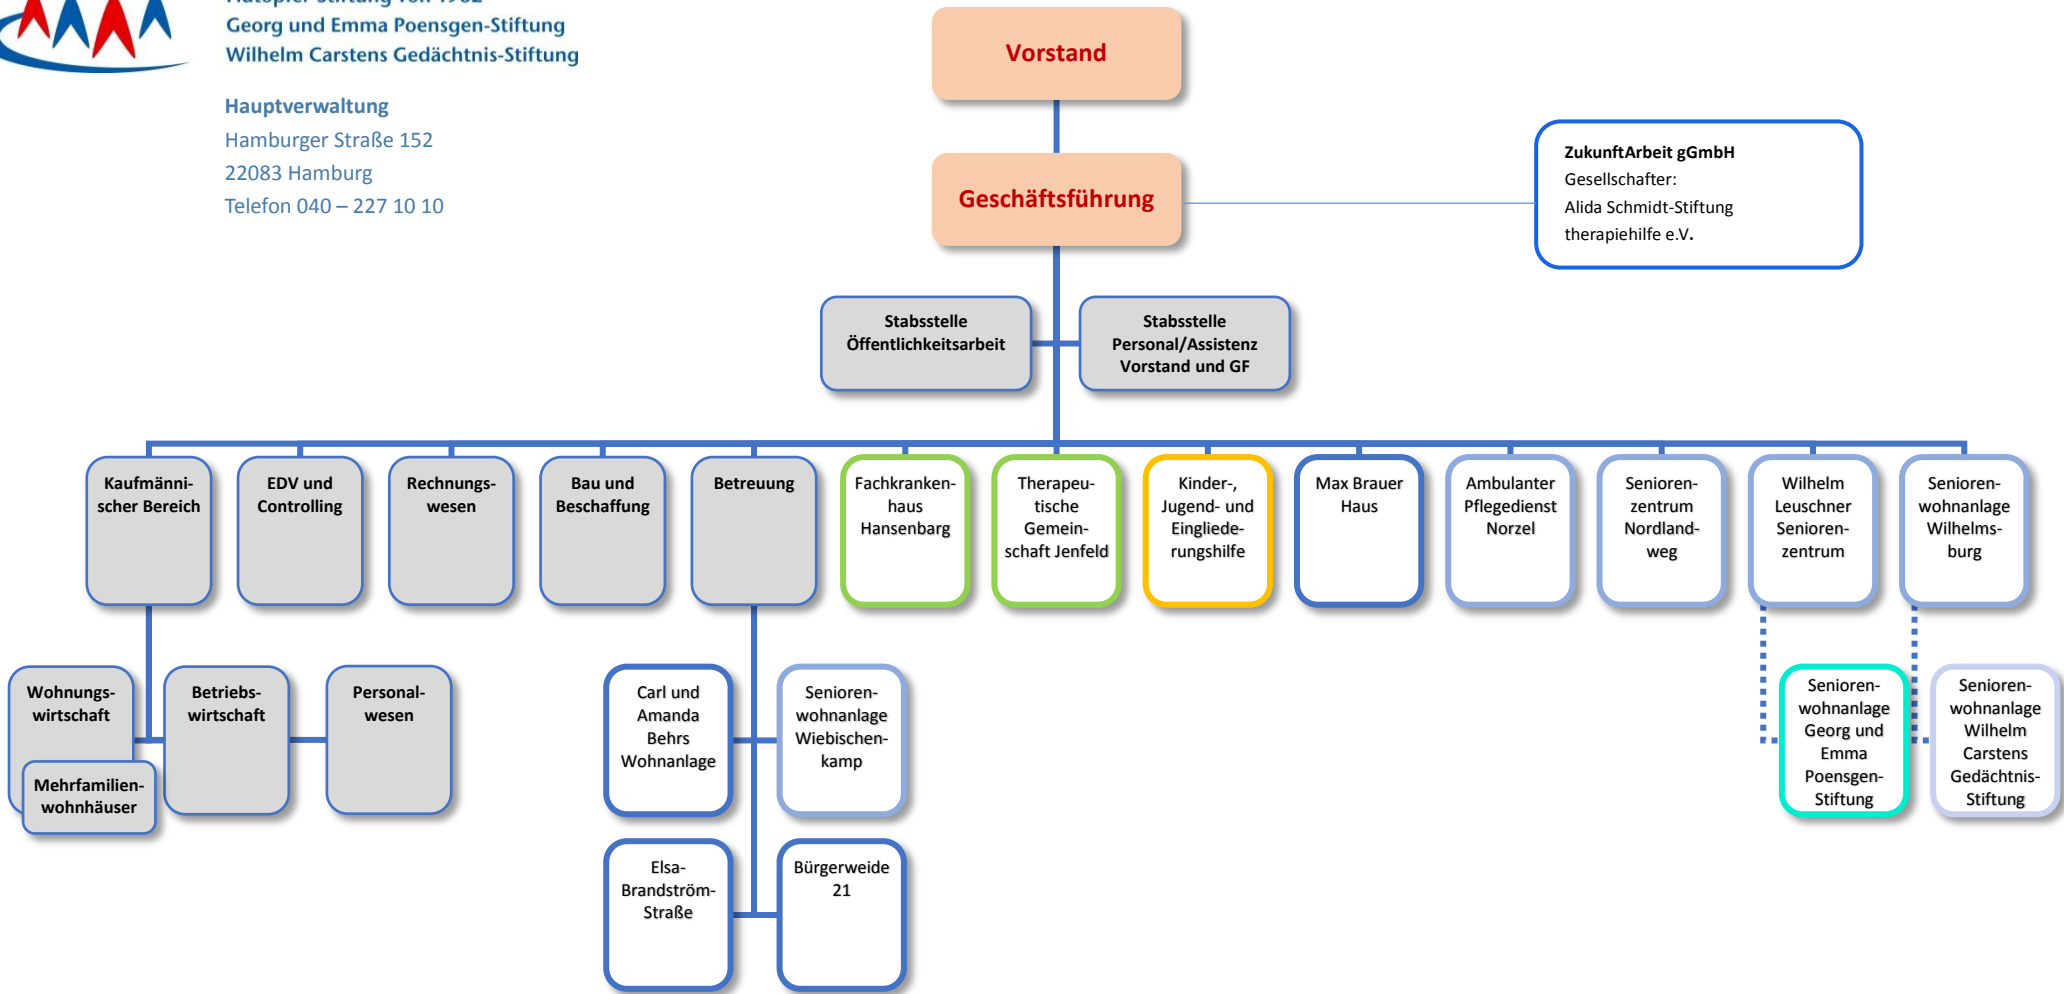 Georg und Emma Poensgen-Stiftung
Wilhelm Carstens Gedächtnis-Stiftung
Hauptverwaltung
Hamburger Straße 152
22083 Hamburg
Telefon 040 – 227 10 10
Vorstand
Geschäftsführung
ZukunftArbeit gGmbH
Gesellschafter:
Alida Schmidt-Stiftung
therapiehilfe e.V.
Stabsstelle
Öffentlichkeitsarbeit
Stabsstelle
Personal/Assistenz
Vorstand und GF
Kaufmänni-
scher Bereich
EDV und
Controlling
Rechnungs-
wesen
Bau und
Beschaffung
Betreuung
Fachkranken-
haus
Hansenbarg
Therapeu-
tische
Gemein-
schaft Jenfeld
Kinder-,
Jugend- und
Eingliede-
rungshilfe
Max Brauer
Haus
Ambulanter
Pflegedienst
Norzel
Senioren-
zentrum
Nordland-
weg
Wilhelm
Leuschner
Senioren-
zentrum
Senioren-
wohnanlage
Wilhelms-
burg
Wohnungs-
wirtschaft
Mehrfamilien-
wohnhäuser
Betriebs-
wirtschaft
Personal-
wesen
Carl und
Amanda
Behrs
Wohnanlage
Senioren-
wohnanlage
Wiebischen-
kamp
Elsa-
Brandström-
Straße
Bürgerweide
21
Senioren-
wohnanlage
Georg und
Emma
Poensgen-
Stiftung
Senioren-
wohnanlage
Wilhelm
Carstens
Gedächtnis-
Stiftung